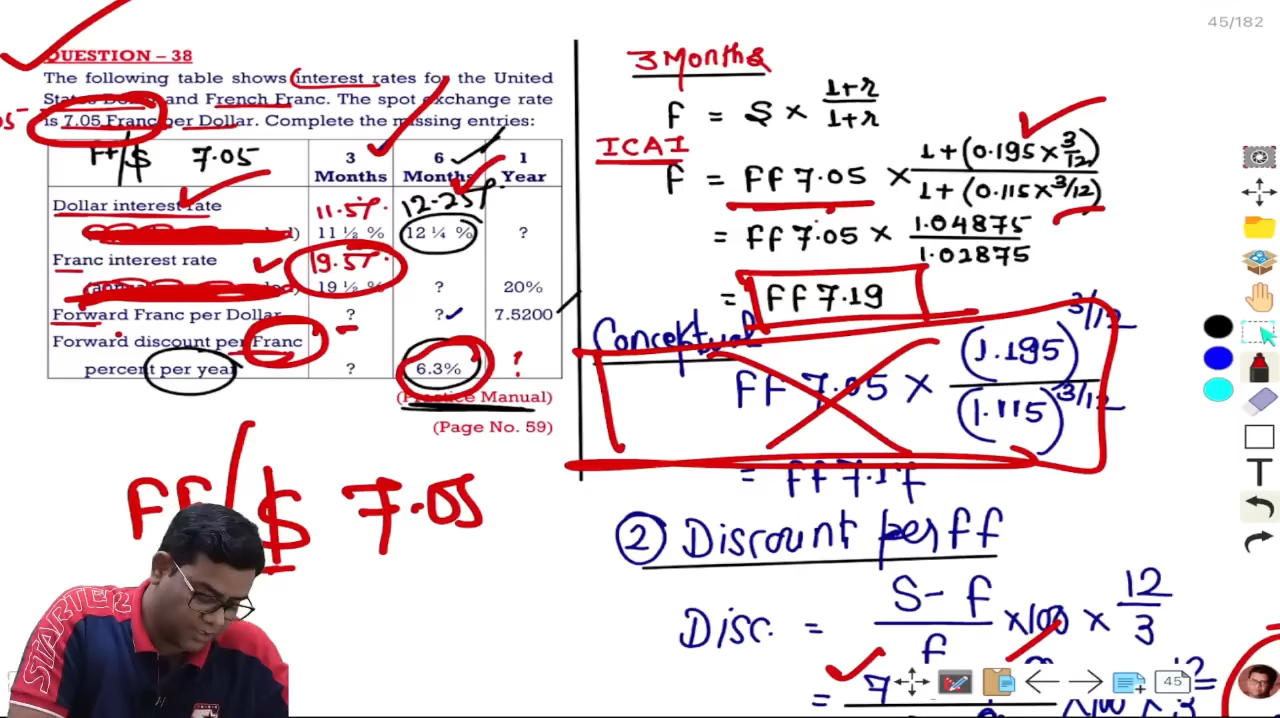 45/182
QUESTION – 38
The following table shows interest rates for the United
States Dollar and French Franc. The spot exchange rate
is 7.05 Franc per Dollar. Complete the missing entries:
FF/$ 7.05
3 Months
6 Months
1 Year
Dollar interest rate
11.5%
12.25%
11 ½ %
12 ¼ %
?
Franc interest rate
19.5%
19 ½ %
?
20%
Forward Franc per Dollar
?
?
7.5200
Forward discount per Franc
percent per year
?
6.3%
?
(Practice Manual)
(Page No. 59)
FF/$ 7.05
3 Months
F = S × 1+r / 1+r
ICAI
F = FF 7.05 × 1+(0.195×3/12) / 1+(0.115×3/12)
= FF 7.05 × 1.04875 / 1.02875
= FF 7.19
Conceptual
FF 7.05 × (1.195)^3/12 / (1.115)^3/12
= FF 7.17
② Discount per FF
Disc. = S-F / F ×100 × 12/3
= 7
×100 ×
STARTER
45